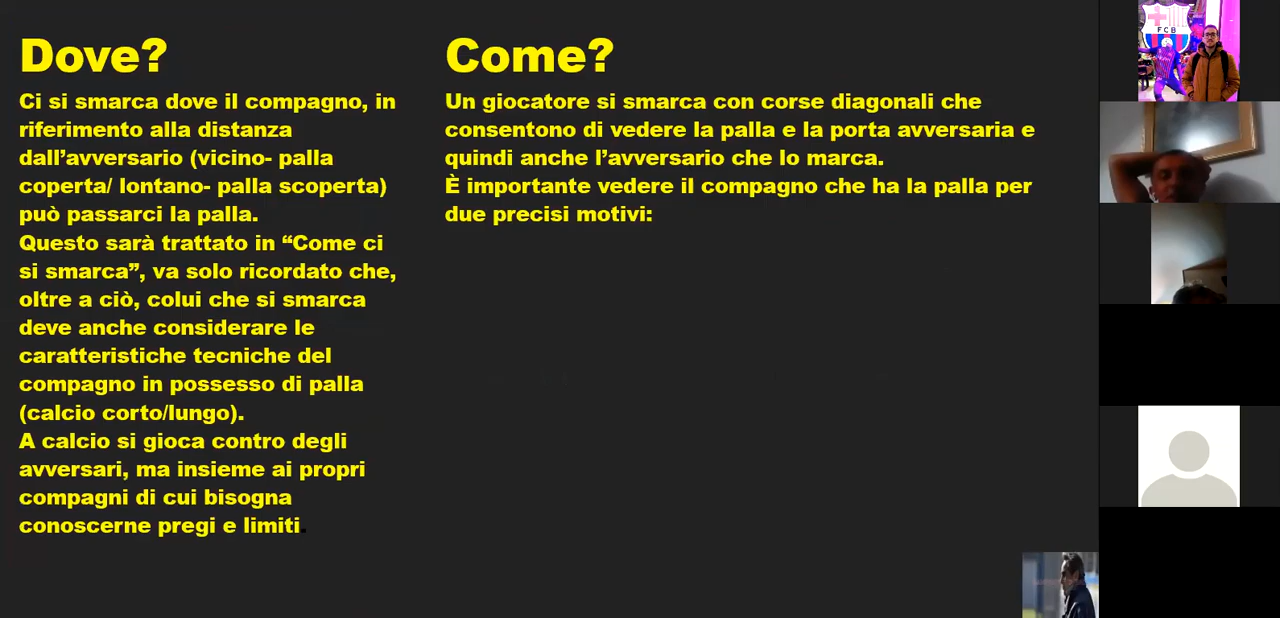 Dove?
Ci si smarca dove il compagno, in
riferimento alla distanza
dall’avversario (vicino- palla
coperta/ lontano- palla scoperta)
può passarci la palla.
Questo sarà trattato in “Come ci
si smarca”, va solo ricordato che,
oltre a ciò, colui che si smarca
deve anche considerare le
caratteristiche tecniche del
compagno in possesso di palla
(calcio corto/lungo).
A calcio si gioca contro degli
avversari, ma insieme ai propri
compagni di cui bisogna
conoscerne pregi e limiti.
Come?
Un giocatore si smarca con corse diagonali che
consentono di vedere la palla e la porta avversaria e
quindi anche l’avversario che lo marca.
È importante vedere il compagno che ha la palla per
due precisi motivi:
FCB